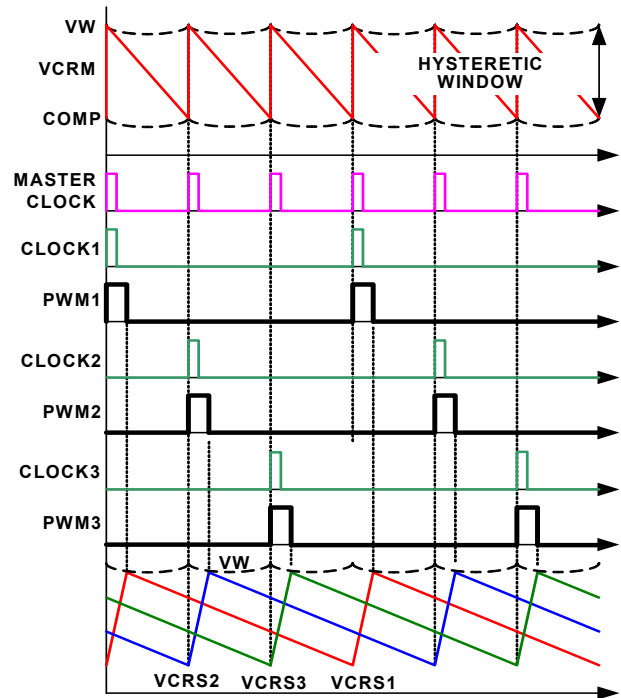 VW
VCRM
HYSTERETIC
WINDOW
COMP
MASTER
CLOCK
CLOCK1
PWM1
CLOCK2
PWM2
CLOCK3
PWM3
VW
VCRS2 VCRS3 VCRS1